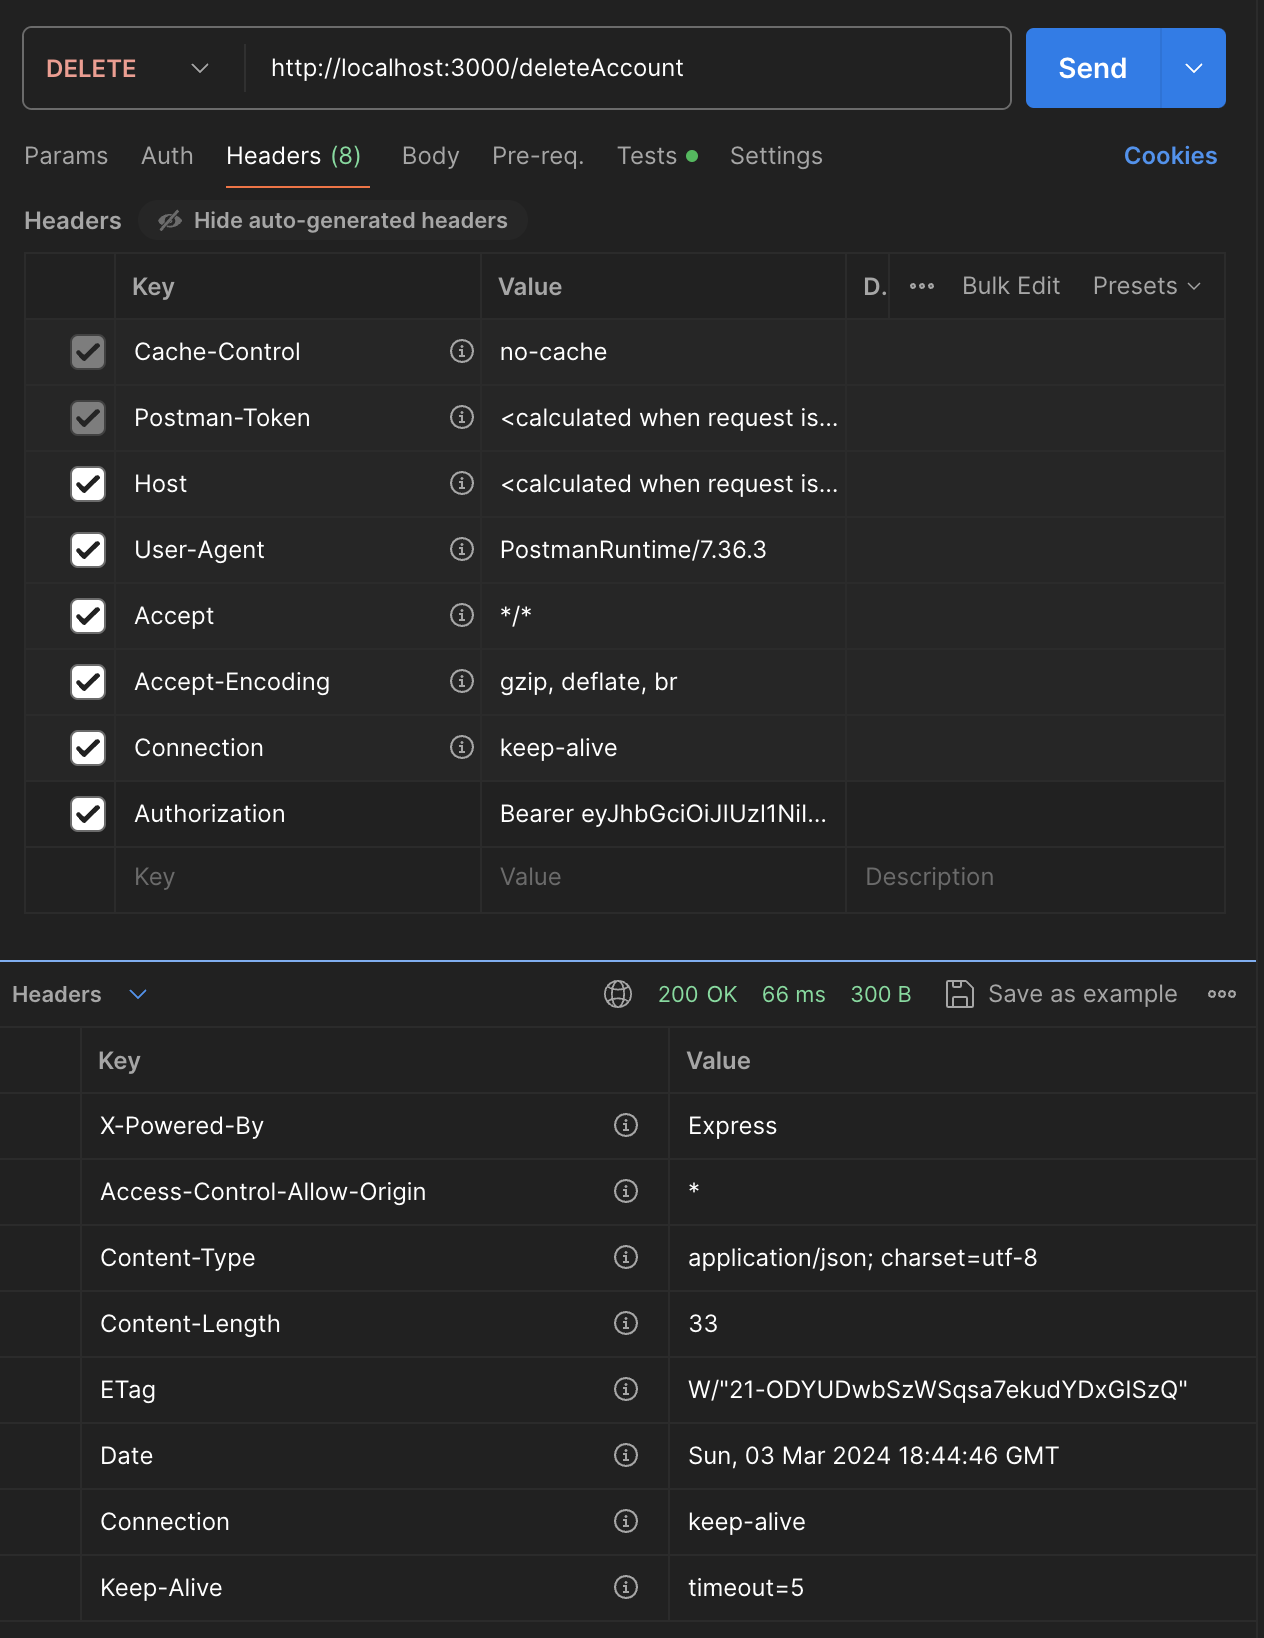 DELETE http://localhost:3000/deleteAccount Send
Params Auth Headers (8) Body Pre-req. Tests Settings Cookies
Headers Hide auto-generated headers
Key Value D. Bulk Edit Presets
Cache-Control no-cache
Postman-Token <calculated when request is...
Host <calculated when request is...
User-Agent PostmanRuntime/7.36.3
Accept */*
Accept-Encoding gzip, deflate, br
Connection keep-alive
Authorization Bearer eyJhbGciOiJIUzI1NiI...
Key Value Description
Headers 200 OK 66 ms 300 B Save as example
Key Value
X-Powered-By Express
Access-Control-Allow-Origin *
Content-Type application/json; charset=utf-8
Content-Length 33
ETag W/"21-ODYUDwbSzWSqsa7ekudYDxGISzQ"
Date Sun, 03 Mar 2024 18:44:46 GMT
Connection keep-alive
Keep-Alive timeout=5